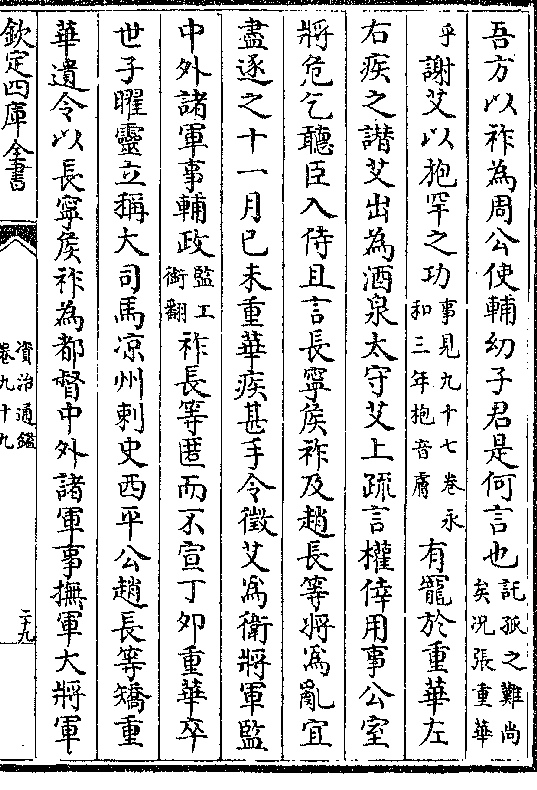 吾方以祚為周公使輔幼子君是何言也託孤之難尚矣况張重華
乎謝艾以抱罕之功事見九十七卷永和三年抱音膚有寵於重華左
右疾之譖艾出為酒泉太守艾上疏言權倖用事公室
將危乞聽臣入侍且言長寧侯祚及趙長等將為亂宜
盡逐之十一月己未重華疾甚手令徵艾為衛將軍監
中外諸軍事輔政監工銜翻祚長等匿而不宣丁卯重華卒
世子曜靈立稱大司馬凉州刺史西平公趙長等矯重
華遺令以長寧侯祚為都督中外諸軍事撫軍大將軍
欽定四庫全書
資治通鑑
卷九十九
二十九